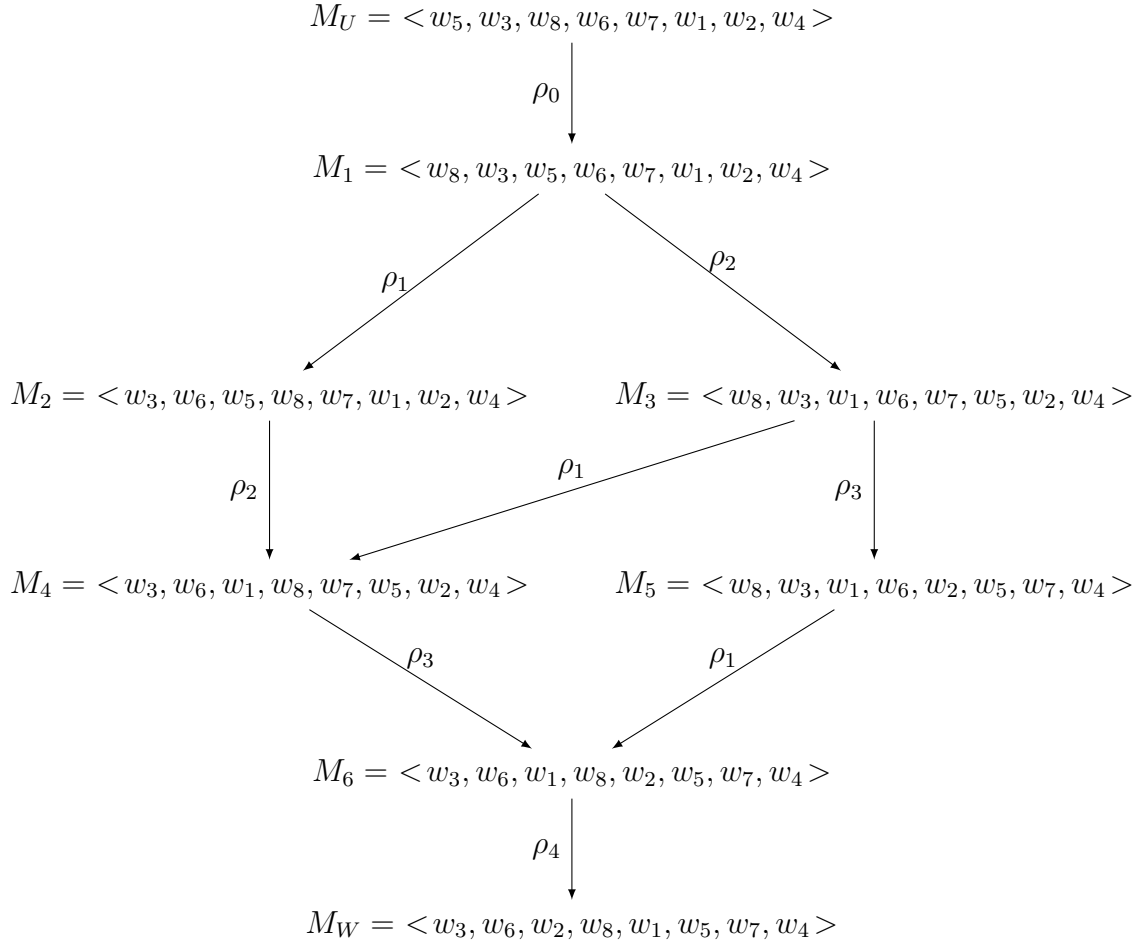 M_U = <w_5, w_3, w_8, w_6, w_7, w_1, w_2, w_4>
ρ_0
M_1 = <w_8, w_3, w_5, w_6, w_7, w_1, w_2, w_4>
ρ_1 ρ_2
M_2 = <w_3, w_6, w_5, w_8, w_7, w_1, w_2, w_4> M_3 = <w_8, w_3, w_1, w_6, w_7, w_5, w_2, w_4>
ρ_2 ρ_1 ρ_3
M_4 = <w_3, w_6, w_1, w_8, w_7, w_5, w_2, w_4> M_5 = <w_8, w_3, w_1, w_6, w_2, w_5, w_7, w_4>
ρ_3 ρ_1
M_6 = <w_3, w_6, w_1, w_8, w_2, w_5, w_7, w_4>
ρ_4
M_W = <w_3, w_6, w_2, w_8, w_1, w_5, w_7, w_4>